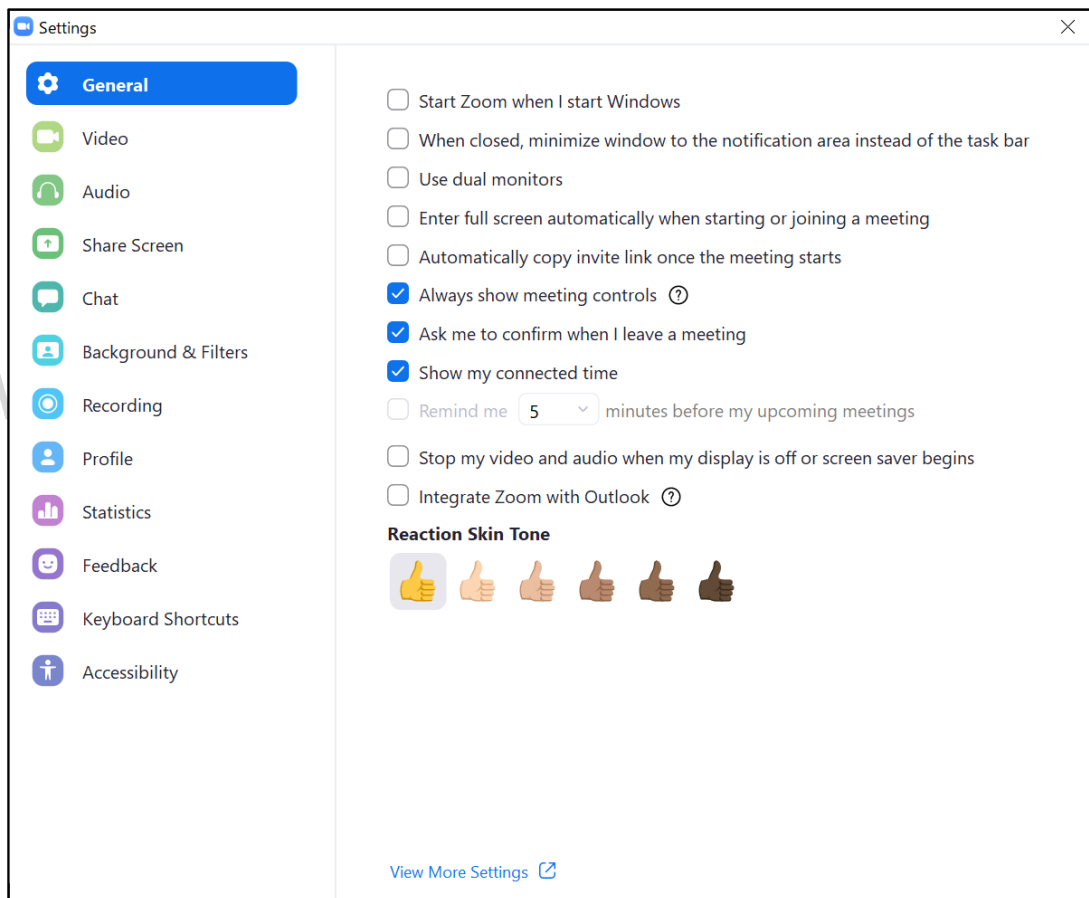 Settings
General
Video
Audio
Share Screen
Chat
Background & Filters
Recording
Profile
Statistics
Feedback
Keyboard Shortcuts
Accessibility
Start Zoom when I start Windows
When closed, minimize window to the notification area instead of the task bar
Use dual monitors
Enter full screen automatically when starting or joining a meeting
Automatically copy invite link once the meeting starts
Always show meeting controls ?
Ask me to confirm when I leave a meeting
Show my connected time
Remind me 5 minutes before my upcoming meetings
Stop my video and audio when my display is off or screen saver begins
Integrate Zoom with Outlook ?
Reaction Skin Tone
View More Settings